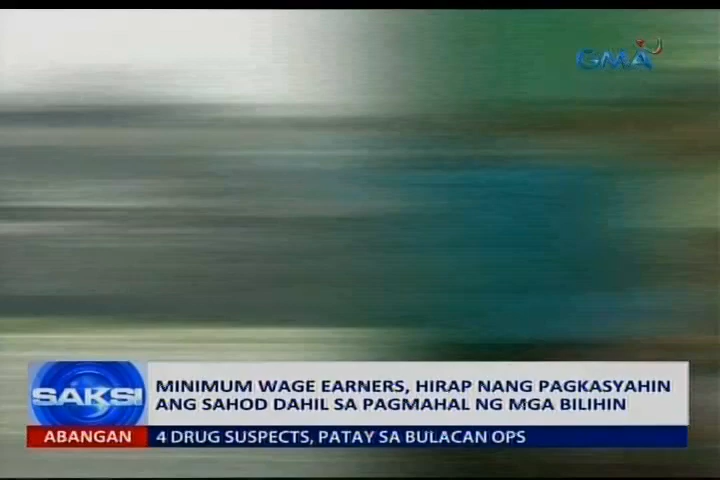 GMA
MINIMUM WAGE EARNERS, HIRAP NANG PAGKASYAHIN
ANG SAHOD DAHIL SA PAGMAHAL NG MGA BILIHIN
SAKSI
ABANGAN
4 DRUG SUSPECTS, PATAY SA BULACAN OPS